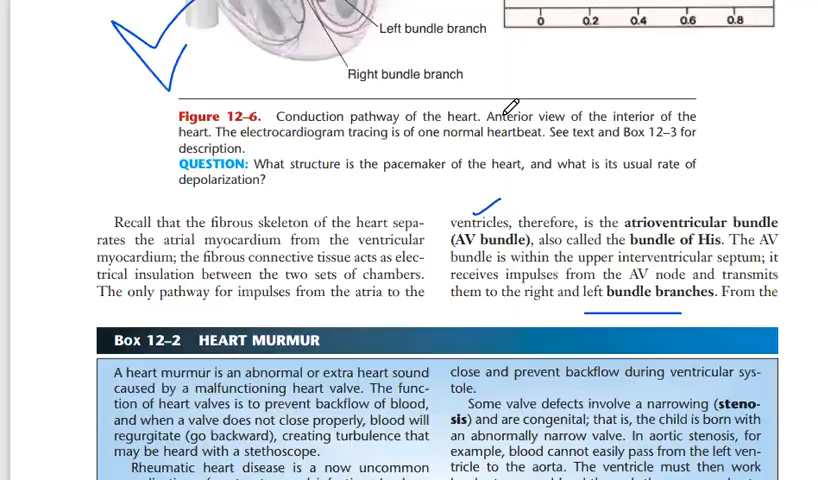 Left bundle branch
0 0.2 0.4 0.6 0.8
Right bundle branch
Figure 12–6. Conduction pathway of the heart. Anterior view of the interior of the
heart. The electrocardiogram tracing is of one normal heartbeat. See text and Box 12–3 for
description.
QUESTION: What structure is the pacemaker of the heart, and what is its usual rate of
depolarization?
Recall that the fibrous skeleton of the heart sepa-
rates the atrial myocardium from the ventricular
myocardium; the fibrous connective tissue acts as elec-
trical insulation between the two sets of chambers.
The only pathway for impulses from the atria to the
ventricles, therefore, is the atrioventricular bundle
(AV bundle), also called the bundle of His. The AV
bundle is within the upper interventricular septum; it
receives impulses from the AV node and transmits
them to the right and left bundle branches. From the
Box 12–2 HEART MURMUR
A heart murmur is an abnormal or extra heart sound
caused by a malfunctioning heart valve. The func-
tion of heart valves is to prevent backflow of blood,
and when a valve does not close properly, blood will
regurgitate (go backward), creating turbulence that
may be heard with a stethoscope.
Rheumatic heart disease is a now uncommon
close and prevent backflow during ventricular sys-
tole.
Some valve defects involve a narrowing (steno-
sis) and are congenital; that is, the child is born with
an abnormally narrow valve. In aortic stenosis, for
example, blood cannot easily pass from the left ven-
tricle to the aorta. The ventricle must then work